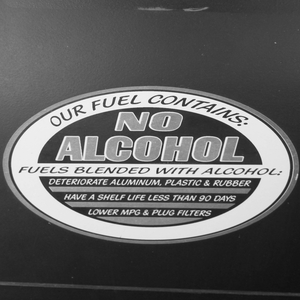 OUR FUEL CONTAINS:
NO
ALCOHOL
FUELS BLENDED WITH ALCOHOL:
DETERIORATE ALUMINUM, PLASTIC & RUBBER
HAVE A SHELF LIFE LESS THAN 90 DAYS
LOWER MPG & PLUG FILTERS